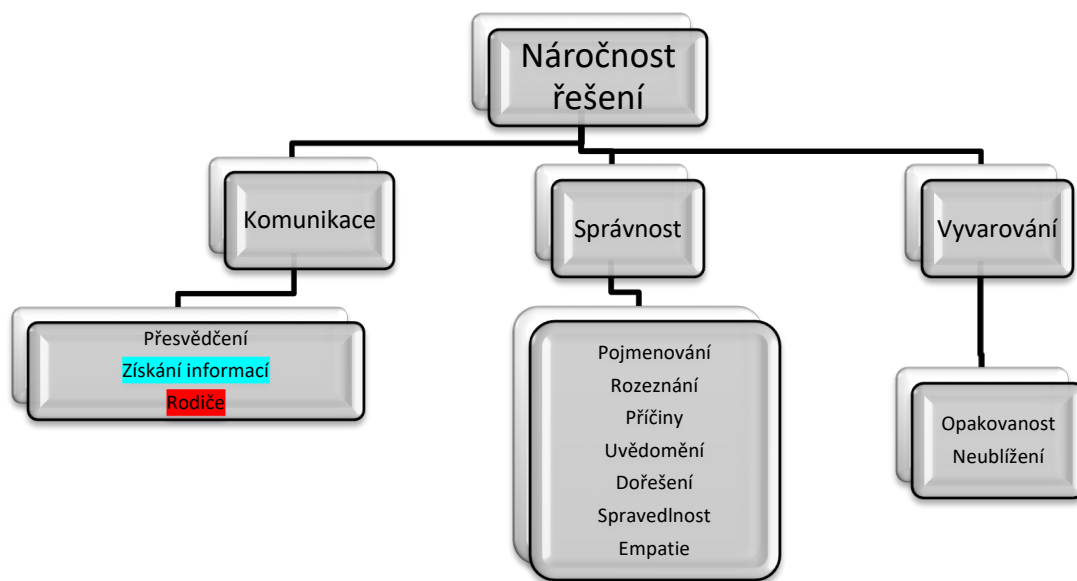 Náročnost
řešení
Komunikace
Správnost
Vyvarování
Přesvědčení
Získání informací
Rodiče
Pojmenování
Rozeznání
Příčiny
Uvědomění
Dořešení
Spravedlnost
Empatie
Opakovanost
Neublížení